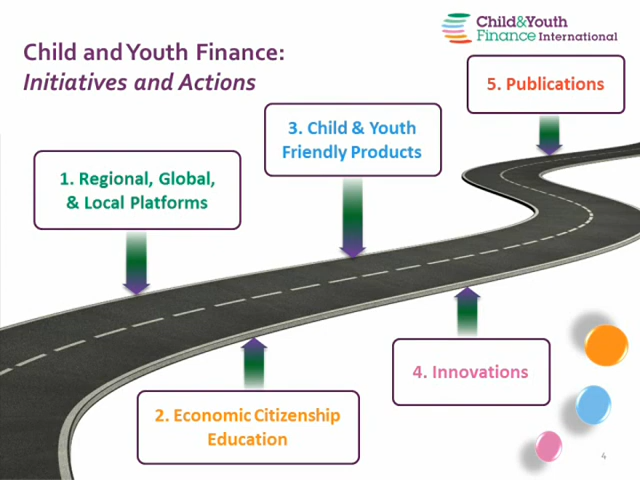 Child&Youth
Finance International
Child and Youth Finance:
Initiatives and Actions
5. Publications
3. Child & Youth
Friendly Products
1. Regional, Global,
& Local Platforms
4. Innovations
2. Economic Citizenship
Education
4